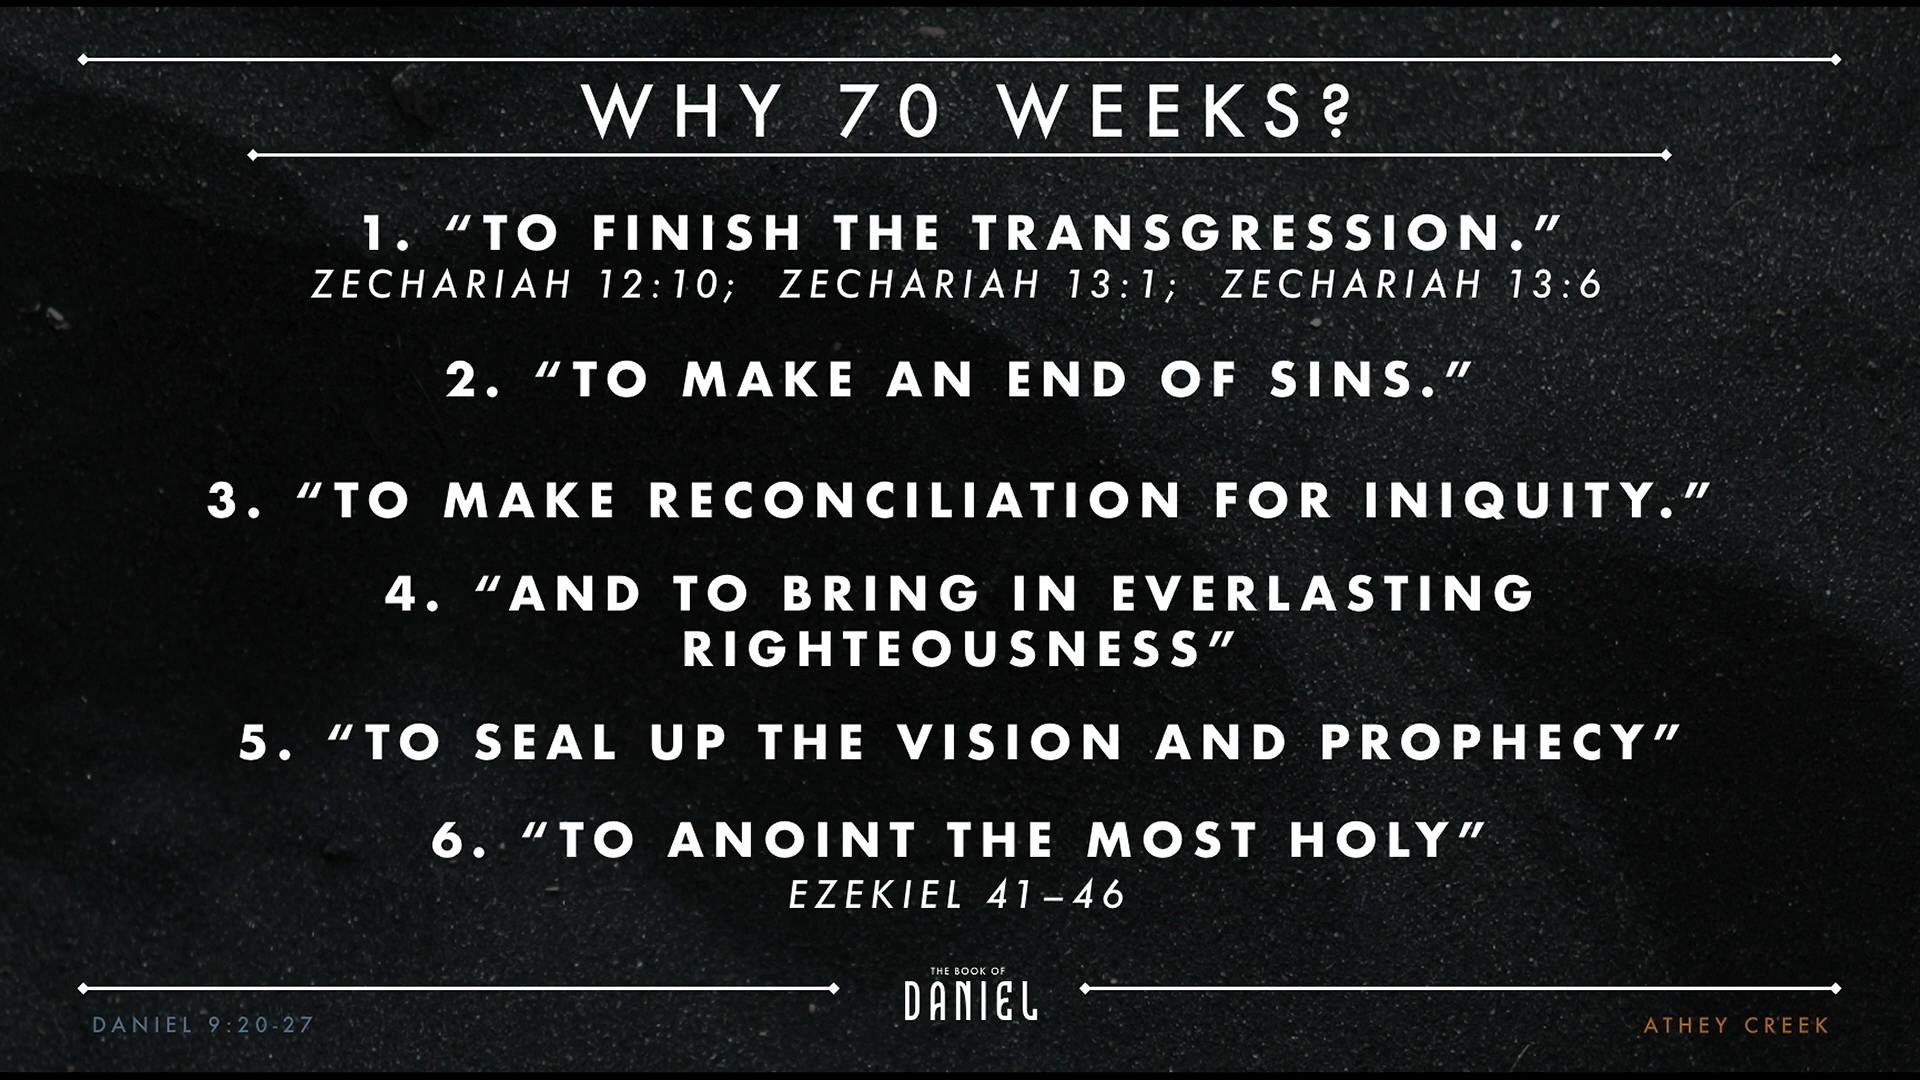 WHY 70 WEEKS?
1. “TO FINISH THE TRANSGRESSION.”
ZECHARIAH 12:10; ZECHARIAH 13:1; ZECHARIAH 13:6
2. “TO MAKE AN END OF SINS.”
3. “TO MAKE RECONCILIATION FOR INIQUITY.”
4. “AND TO BRING IN EVERLASTING
RIGHTEOUSNESS”
5. “TO SEAL UP THE VISION AND PROPHECY”
6. “TO ANOINT THE MOST HOLY”
EZEKIEL 41–46
THE BOOK OF
DANIEL
DANIEL 9:20-27
ATHEY CREEK